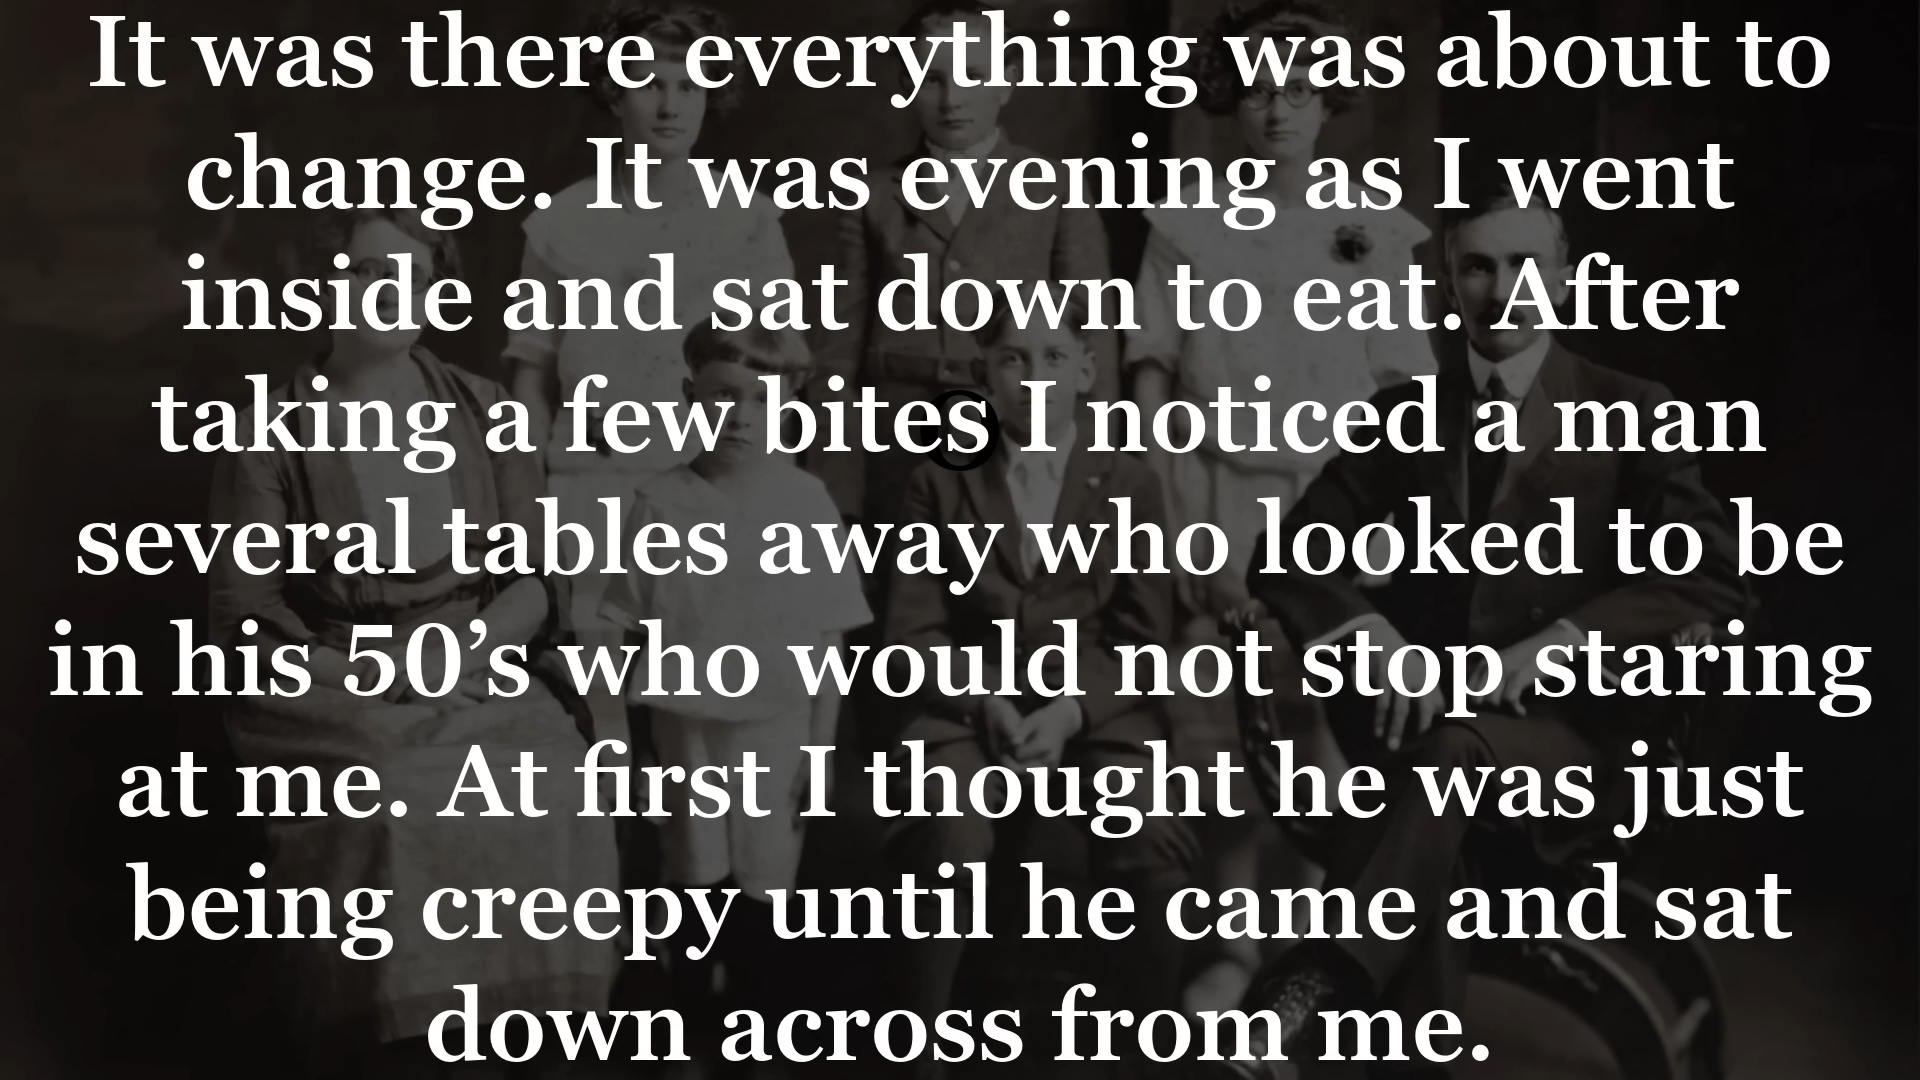 It was there everything was about to
change. It was evening as I went
inside and sat down to eat. After
taking a few bites I noticed a man
several tables away who looked to be
in his 50’s who would not stop staring
at me. At first I thought he was just
being creepy until he came and sat
down across from me.